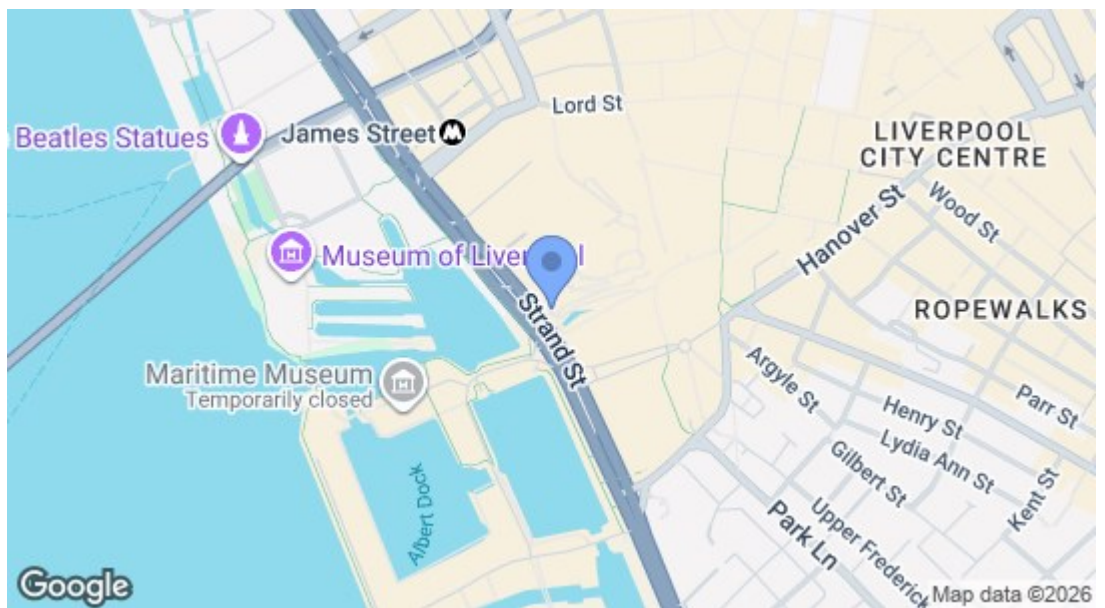 Lord St
Beatles Statues
James Street
LIVERPOOL
CITY CENTRE
Wood St
Hanover St
Museum of Liverpool
ROPEWALKS
Strand St
Maritime Museum
Temporarily closed
Argyle St
Henry St
Parr St
Lydia Ann St
Gilbert St
Kent St
Albert Dock
Park Ln
Upper Frederick
Google
Map data ©2026